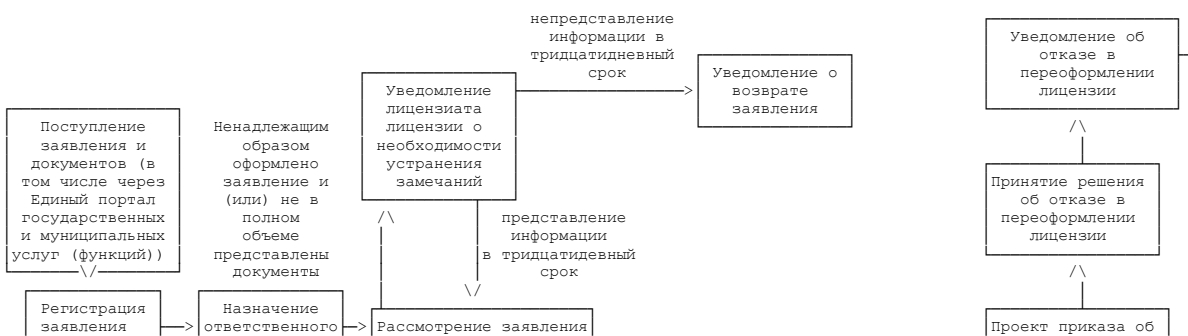 непредставление
информации в
тридцатидневный
срок
Уведомление о
возврате
заявления
Уведомление об
отказе в
переоформлении
лицензии
Уведомление
лицензиата
лицензии о
необходимости
устранения
замечаний
Поступление
заявления и
документов (в
том числе через
Единый портал
государственных
и муниципальных
услуг (функций))
Ненадлежащим
образом
оформлено
заявление и
(или) не в
полном
объеме
представлены
документы
представление
информации
в тридцатидевный
срок
Принятие решения
об отказе в
переоформлении
лицензии
Регистрация
заявления
Назначение
ответственного
Рассмотрение заявления
Проект приказа об